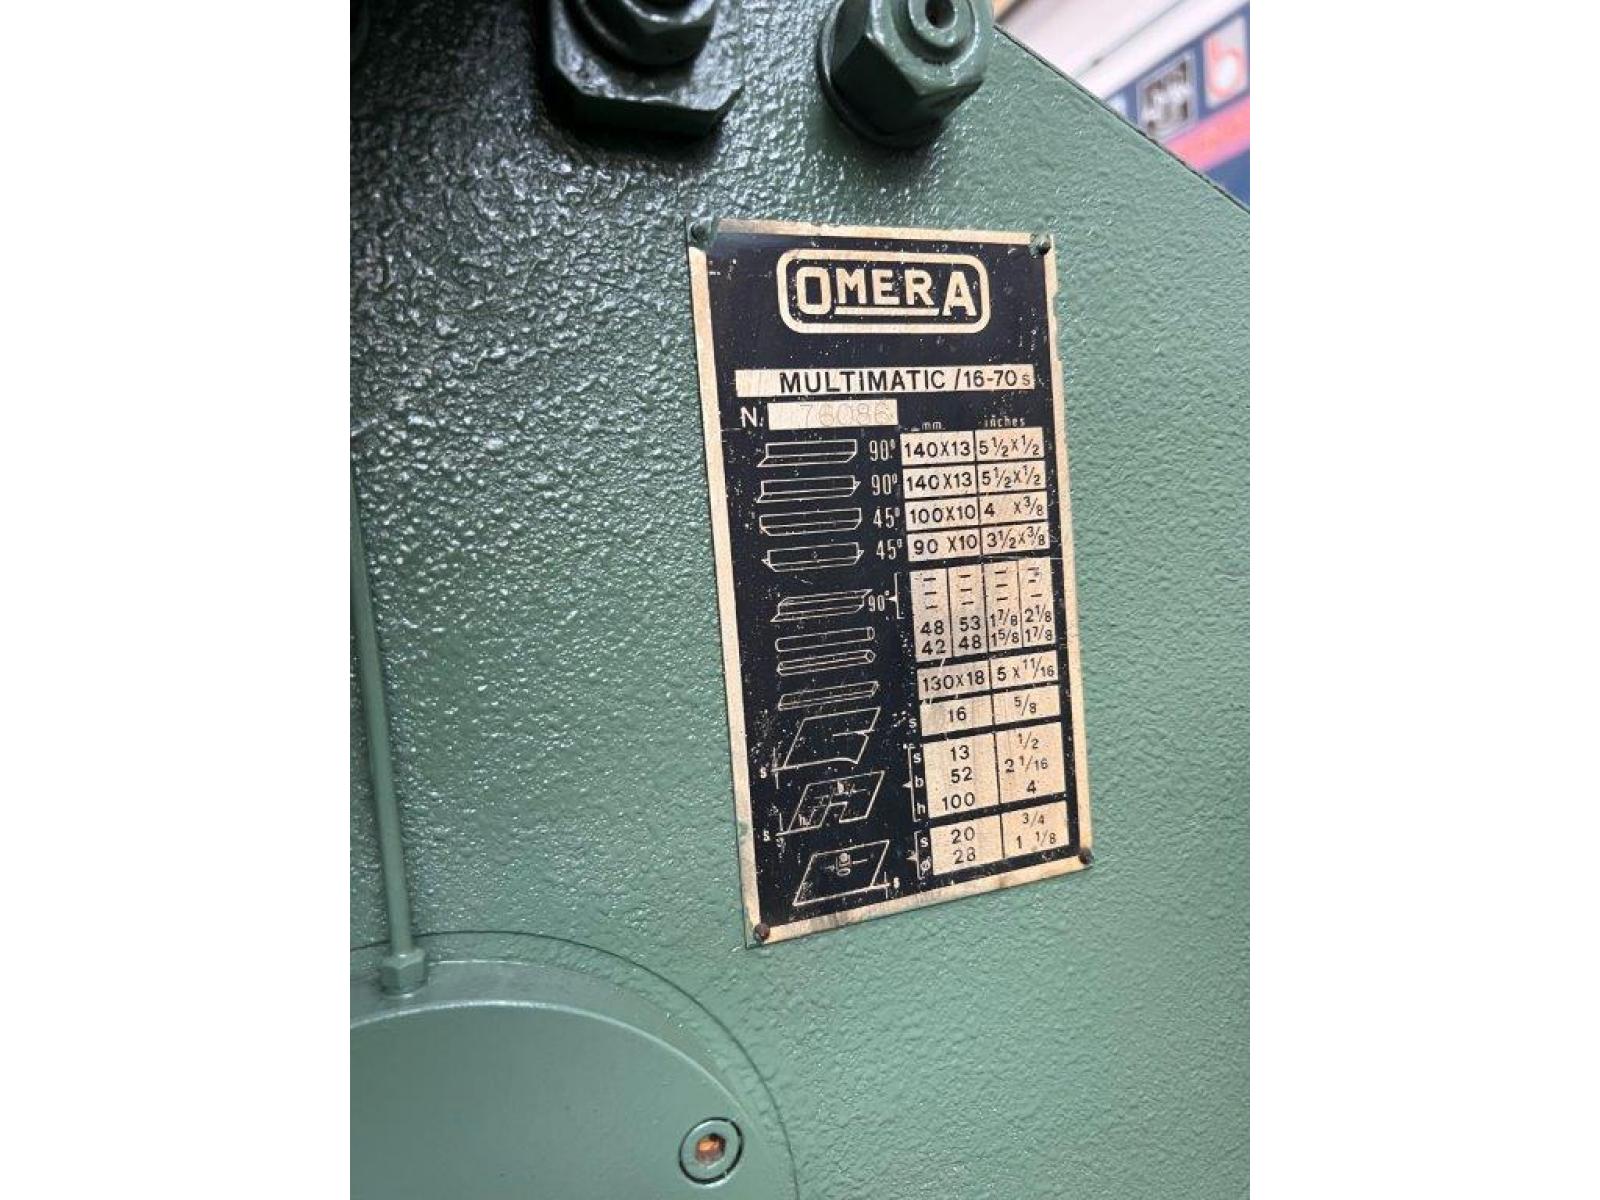 OMERA
MULTIMATIC /16-70 s
N. 76086
mm inches
90° 140X13 5 1/2 x 1/2
90° 140X13 5 1/2 x 1/2
45° 100X10 4 x 3/8
45° 90 X10 3 1/2 x 3/8
90° — — — —
— — — —
48 53 1 7/8 2 1/8
42 48 1 5/8 1 7/8
130X18 5 x 11/16
s 16 5/8
s
s 13 1/2
b 52 2 1/16
h 100 4
b
h
s
s 20 3/4
ø 28 1 1/8
s